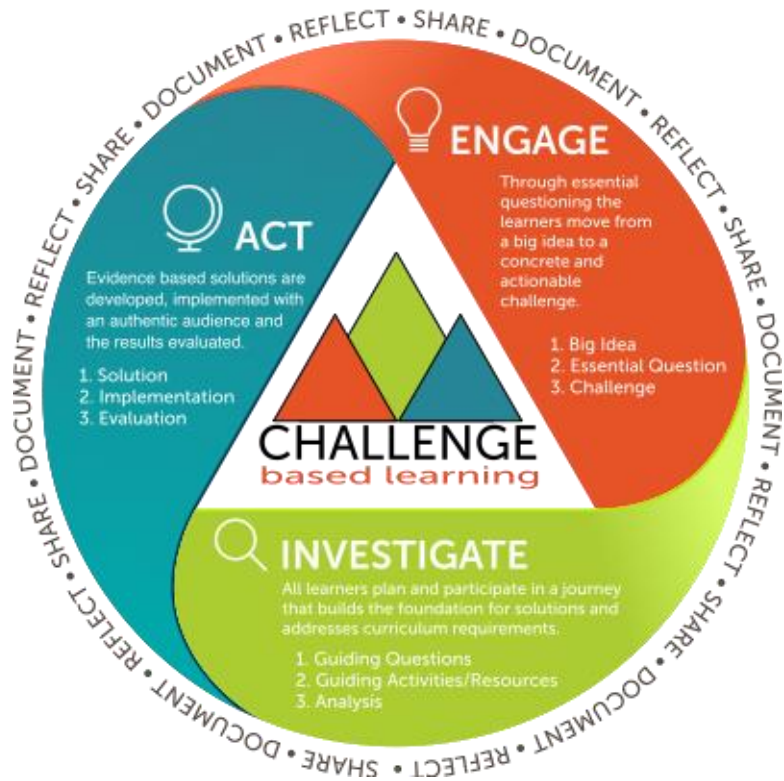 DOCUMENT • REFLECT • SHARE • DOCUMENT • REFLECT • SHARE • DOCUMENT • REFLECT • SHARE • DOCUMENT • REFLECT • SHARE • DOCUMENT • REFLECT • SHARE • DOCUMENT • REFLECT • SHARE •
ENGAGE
Through essential
questioning the
learners move from
a big idea to a
concrete and
actionable
challenge.
1. Big Idea
2. Essential Question
3. Challenge
INVESTIGATE
All learners plan and participate in a journey
that builds the foundation for solutions and
addresses curriculum requirements.
1. Guiding Questions
2. Guiding Activities/Resources
3. Analysis
ACT
Evidence based solutions are
developed, implemented with
an authentic audience and
the results evaluated.
1. Solution
2. Implementation
3. Evaluation
CHALLENGE
based learning